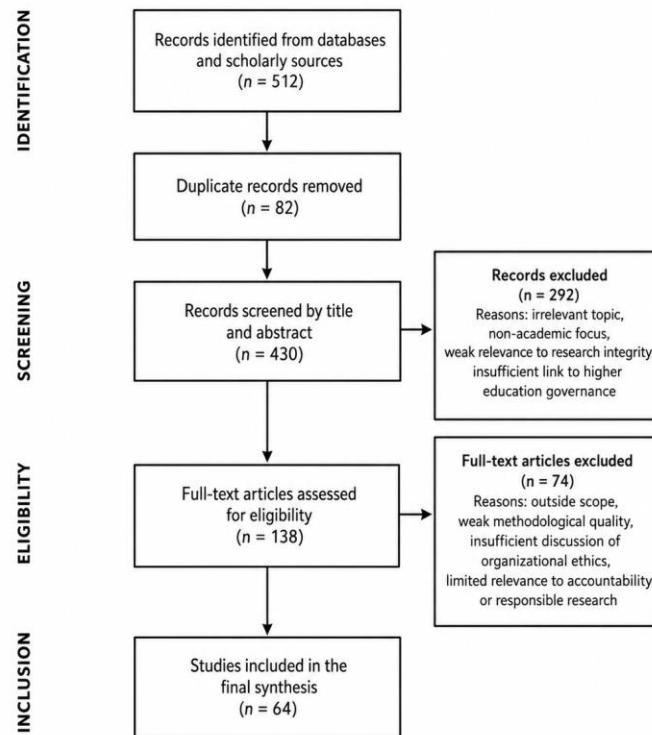 IDENTIFICATION
Records identified from databases
and scholarly sources
(n = 512)
Duplicate records removed
(n = 82)
SCREENING
Records screened by title
and abstract
(n = 430)
Records excluded
(n = 292)
Reasons: irrelevant topic,
non-academic focus,
weak relevance to research integrity
insufficient link to higher
education governance
ELIGIBILITY
Full-text articles assessed
for eligibility
(n = 138)
Full-text articles excluded
(n = 74)
Reasons: outside scope,
weak methodological quality,
insufficient discussion of
organizational ethics,
limited relevance to accountability
or responsible research
INCLUSION
Studies included in the
final synthesis
(n = 64)